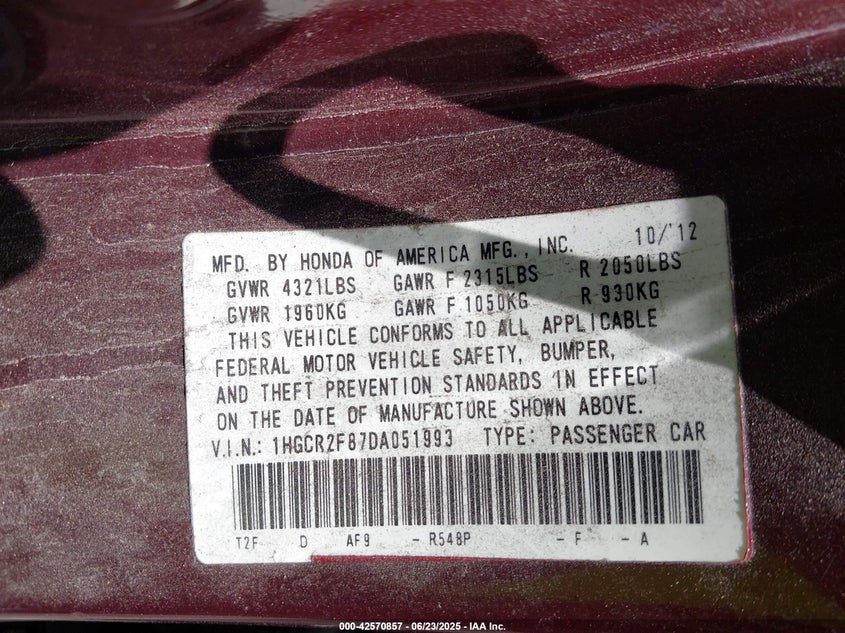 MFD. BY HONDA OF AMERICA MFG., INC. 10/'12
GVWR 4321LBS GAWR F 2315LBS R 2050LBS
GVWR 1960KG GAWR F 1050KG R 930KG
THIS VEHICLE CONFORMS TO ALL APPLICABLE
FEDERAL MOTOR VEHICLE SAFETY, BUMPER,
AND THEFT PREVENTION STANDARDS IN EFFECT
ON THE DATE OF MANUFACTURE SHOWN ABOVE.
V.I.N.: 1HGCR2F87DA051993 TYPE: PASSENGER CAR
T2F D AF9 - R548P - F - A
000-42570857 - 06/23/2025 - IAA Inc.